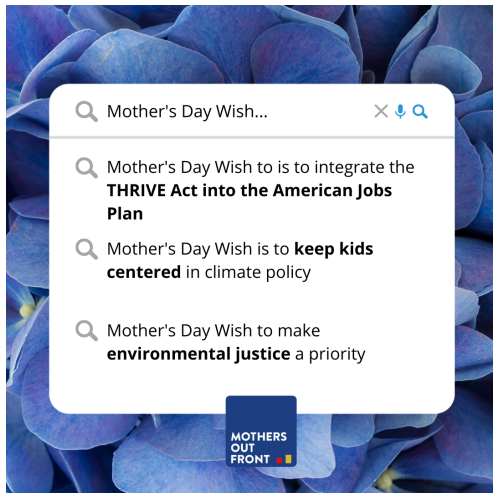 Mother's Day Wish...
Mother's Day Wish to is to integrate the
THRIVE Act into the American Jobs
Plan
Mother's Day Wish is to keep kids
centered in climate policy
Mother's Day Wish to make
environmental justice a priority
MOTHERS
OUT
FRONT